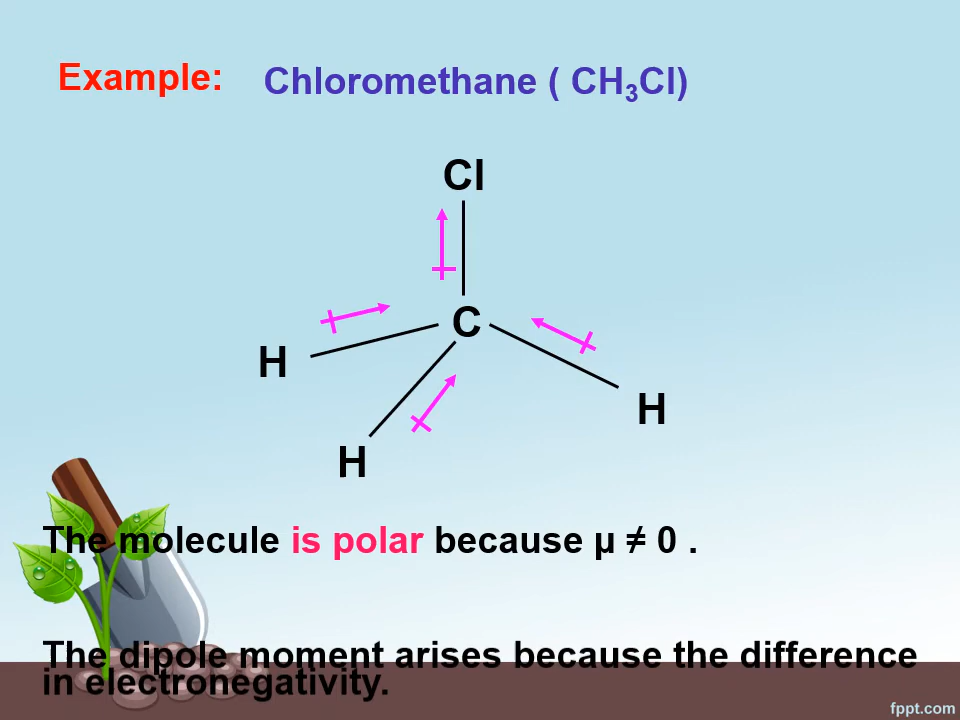 Example: Chloromethane ( CH₃Cl)
Cl
C
H
H
H
The molecule is polar because µ ≠ 0 .
The dipole moment arises because the difference
in electronegativity.
fppt.com